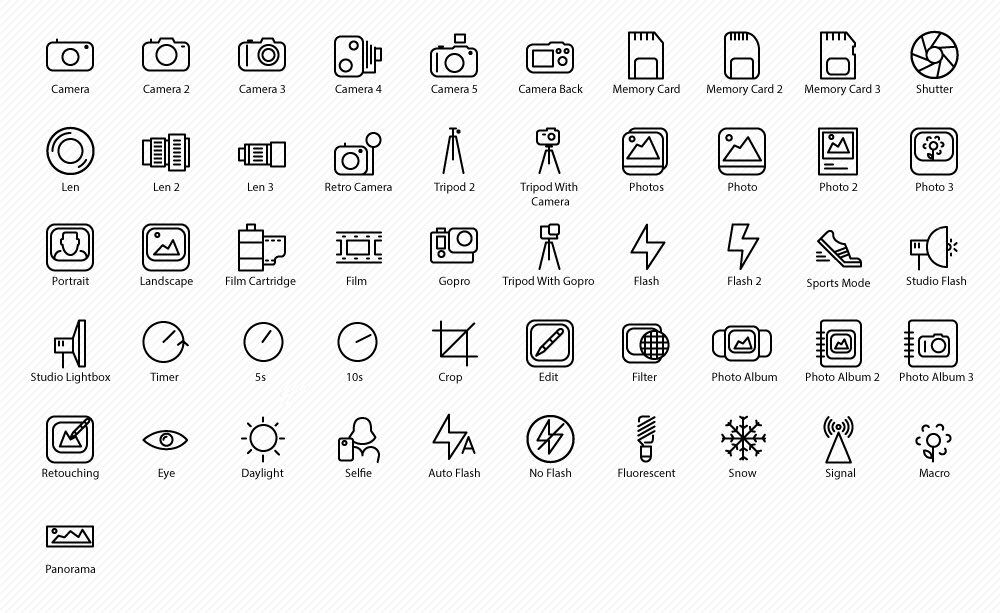 Camera
Camera 2
Camera 3
Camera 4
Camera 5
Camera Back
Memory Card
Memory Card 2
Memory Card 3
Shutter
Len
Len 2
Len 3
Retro Camera
Tripod 2
Tripod With
Camera
Photos
Photo
Photo 2
Photo 3
Portrait
Landscape
Film Cartridge
Film
Gopro
Tripod With Gopro
Flash
Flash 2
Sports Mode
Studio Flash
Studio Lightbox
Timer
5s
10s
Crop
Edit
Filter
Photo Album
Photo Album 2
Photo Album 3
Retouching
Eye
Daylight
Selfie
A
Auto Flash
No Flash
Fluorescent
Snow
Signal
Macro
Panorama